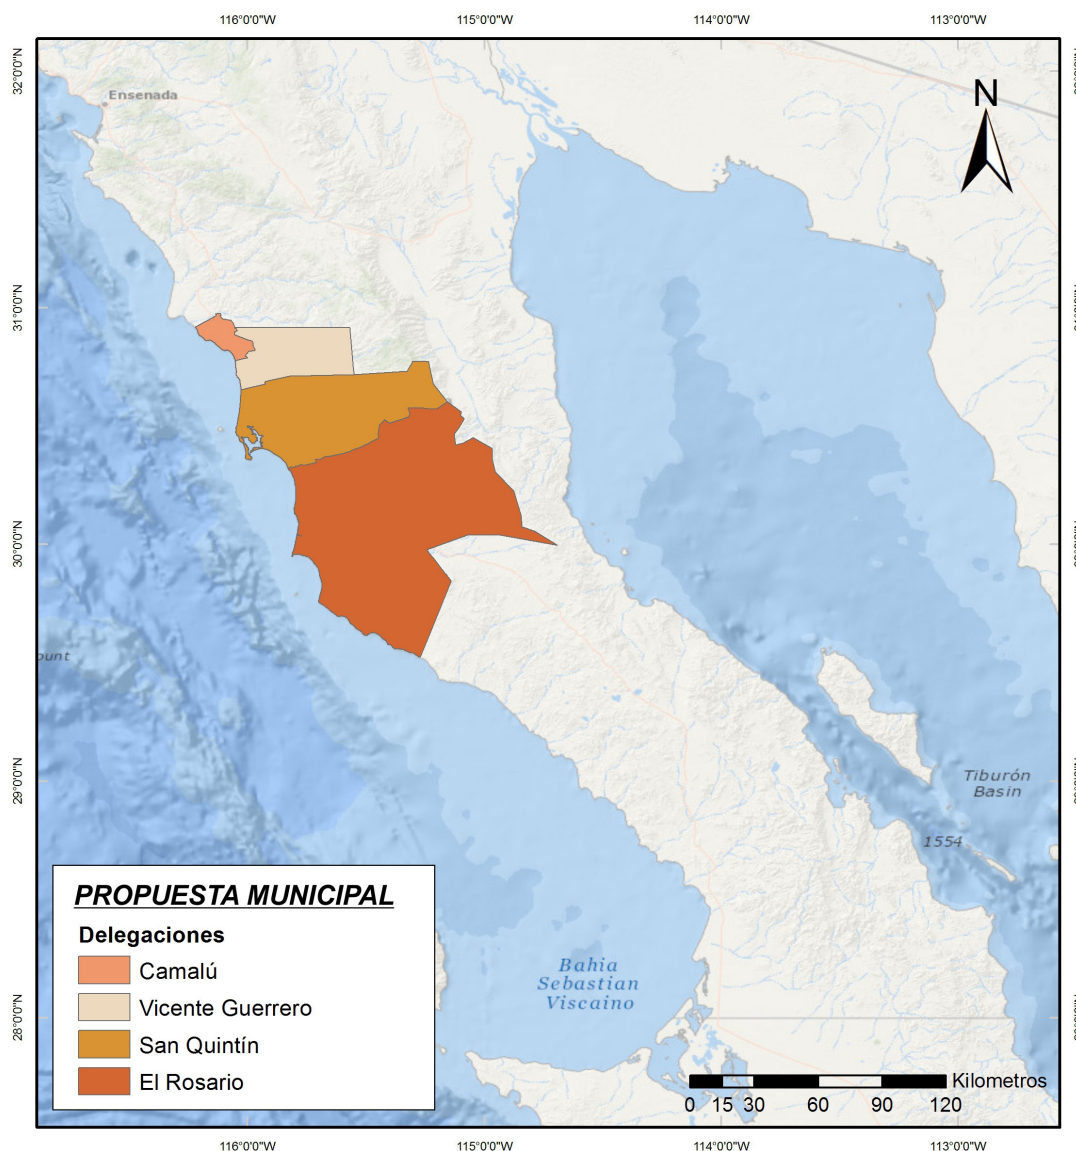 116°0'0"W 115°0'0"W 114°0'0"W 113°0'0"W
32°0'0"N
Ensenada
N
31°0'0"N
30°0'0"N
29°0'0"N
Tiburón
Basin
1554
PROPUESTA MUNICIPAL
Delegaciones
Camalú
Vicente Guerrero
San Quintín
El Rosario
Bahia
Sebastian
Viscaino
28°0'0"N
Kilometros
0 15 30 60 90 120
116°0'0"W 115°0'0"W 114°0'0"W 113°0'0"W